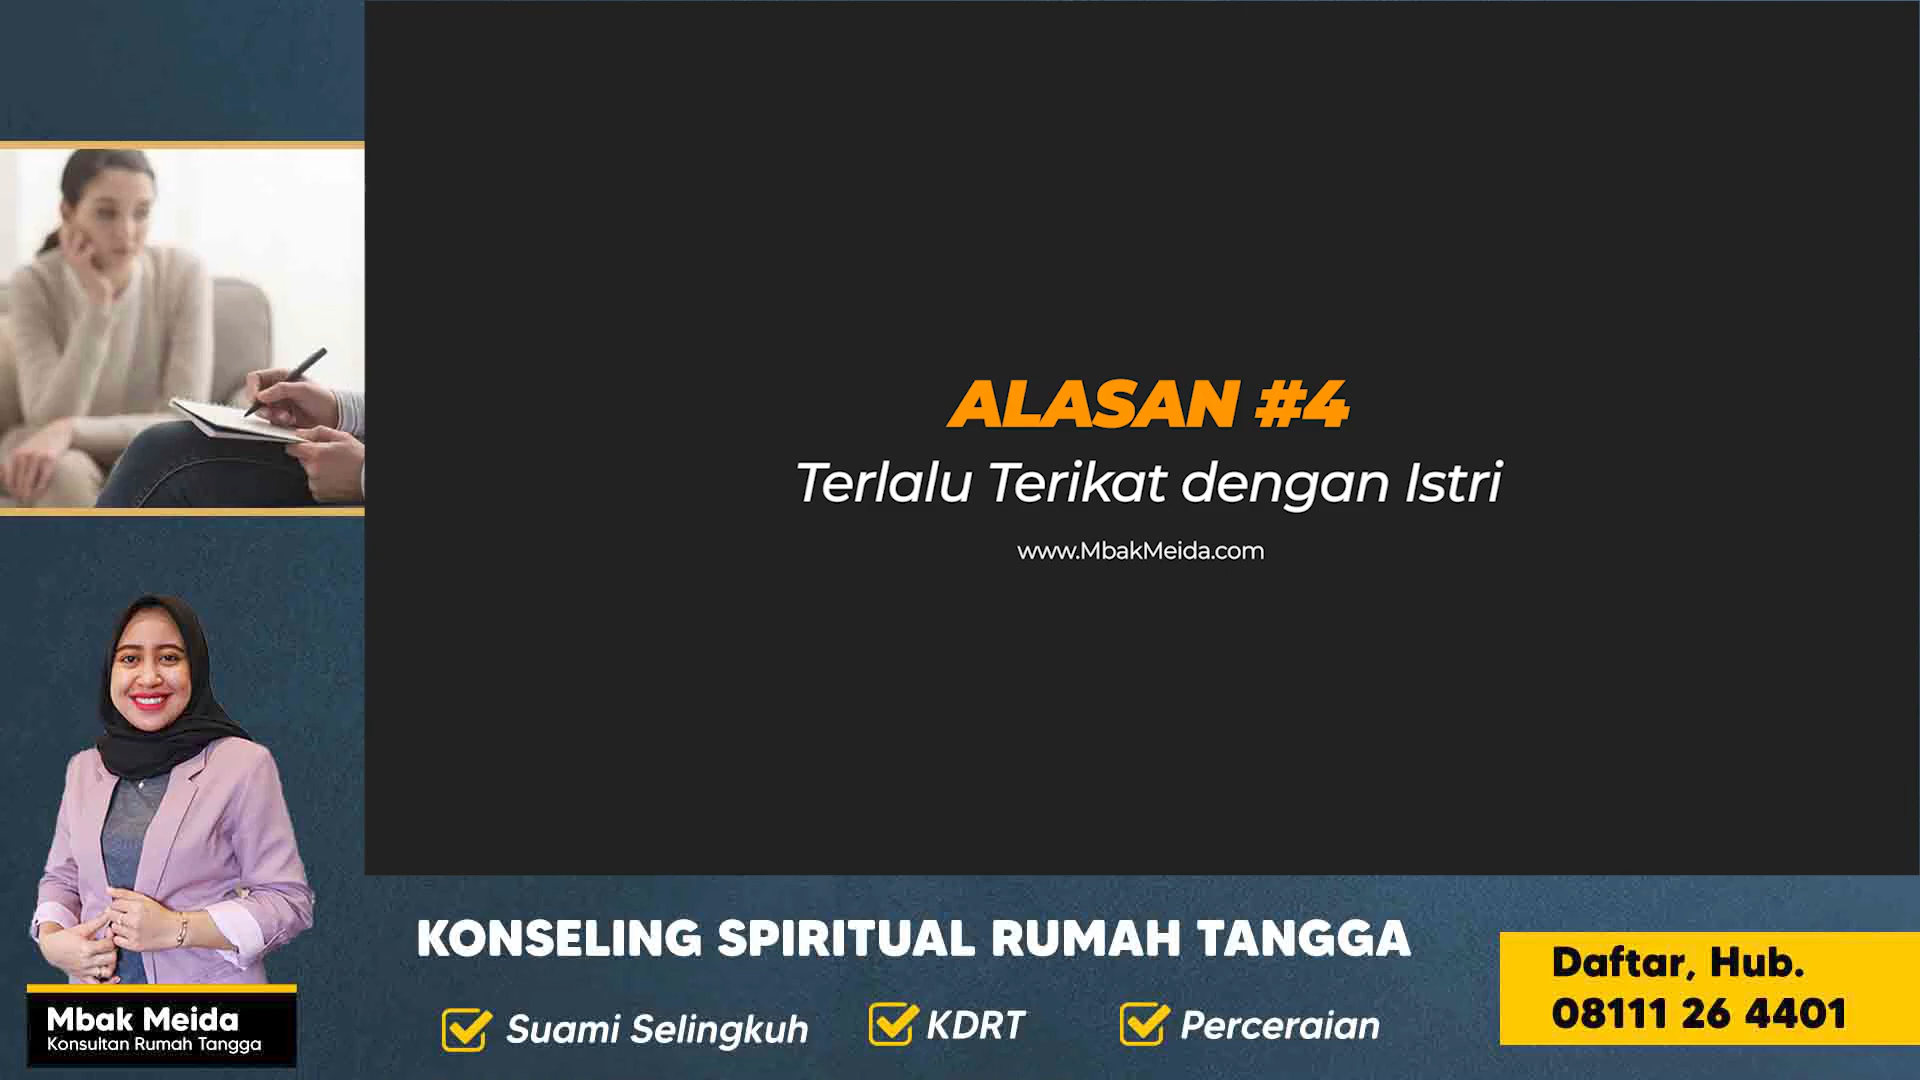 ALASAN #4
Terlalu Terikat dengan Istri
www.MbakMeida.com
KONSELING SPIRITUAL RUMAH TANGGA
Suami Selingkuh
KDRT
Perceraian
Daftar, Hub.
08111 26 4401
Mbak Meida
Konsultan Rumah Tangga